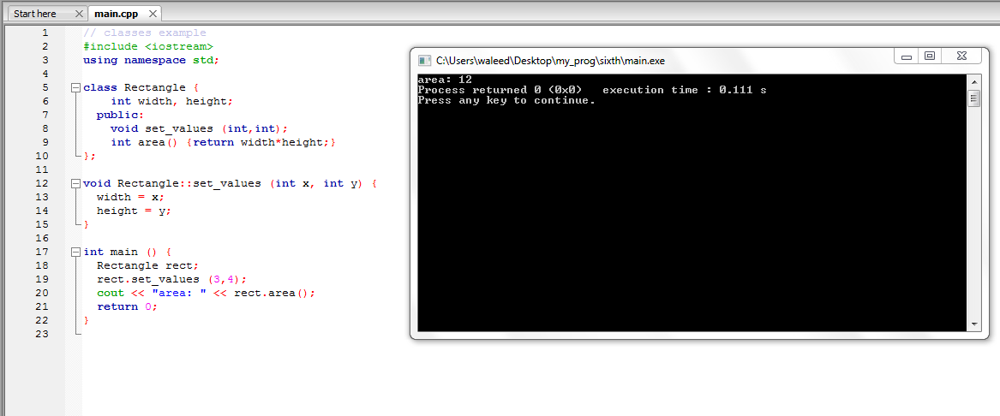 Start here
main.cpp
1 // classes example
2 #include <iostream>
3 using namespace std;
4
5 class Rectangle {
6     int width, height;
7   public:
8     void set_values (int,int);
9     int area() {return width*height;}
10 };
11
12 void Rectangle::set_values (int x, int y) {
13   width = x;
14   height = y;
15 }
16
17 int main () {
18   Rectangle rect;
19   rect.set_values (3,4);
20   cout << "area: " << rect.area();
21   return 0;
22 }
23
C:\Users\waleed\Desktop\my_prog\sixth\main.exe
area: 12
Process returned 0 (0x0)   execution time : 0.111 s
Press any key to continue.